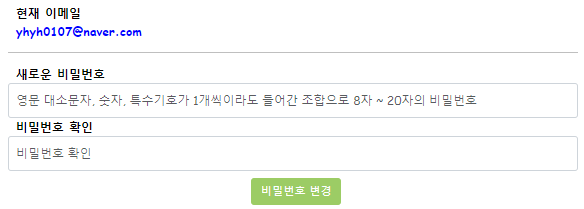 현재 이메일
yhyh0107@naver.com
새로운 비밀번호
영문 대소문자, 숫자, 특수기호가 1개씩이라도 들어간 조합으로 8자 ~ 20자의 비밀번호
비밀번호 확인
비밀번호 확인
비밀번호 변경